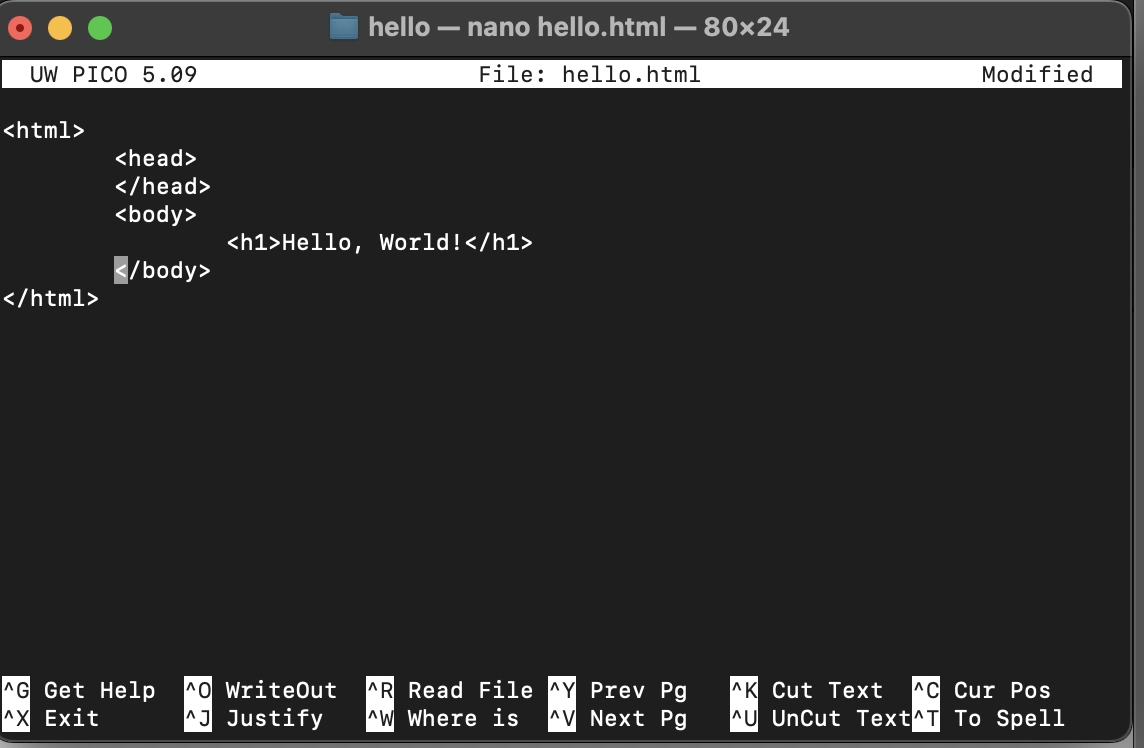 hello — nano hello.html — 80×24
UW PICO 5.09 File: hello.html Modified
<html>
<head>
</head>
<body>
<h1>Hello, World!</h1>
</body>
</html>
^G Get Help ^O WriteOut ^R Read File ^Y Prev Pg ^K Cut Text ^C Cur Pos
^X Exit ^J Justify ^W Where is ^V Next Pg ^U UnCut Text ^T To Spell